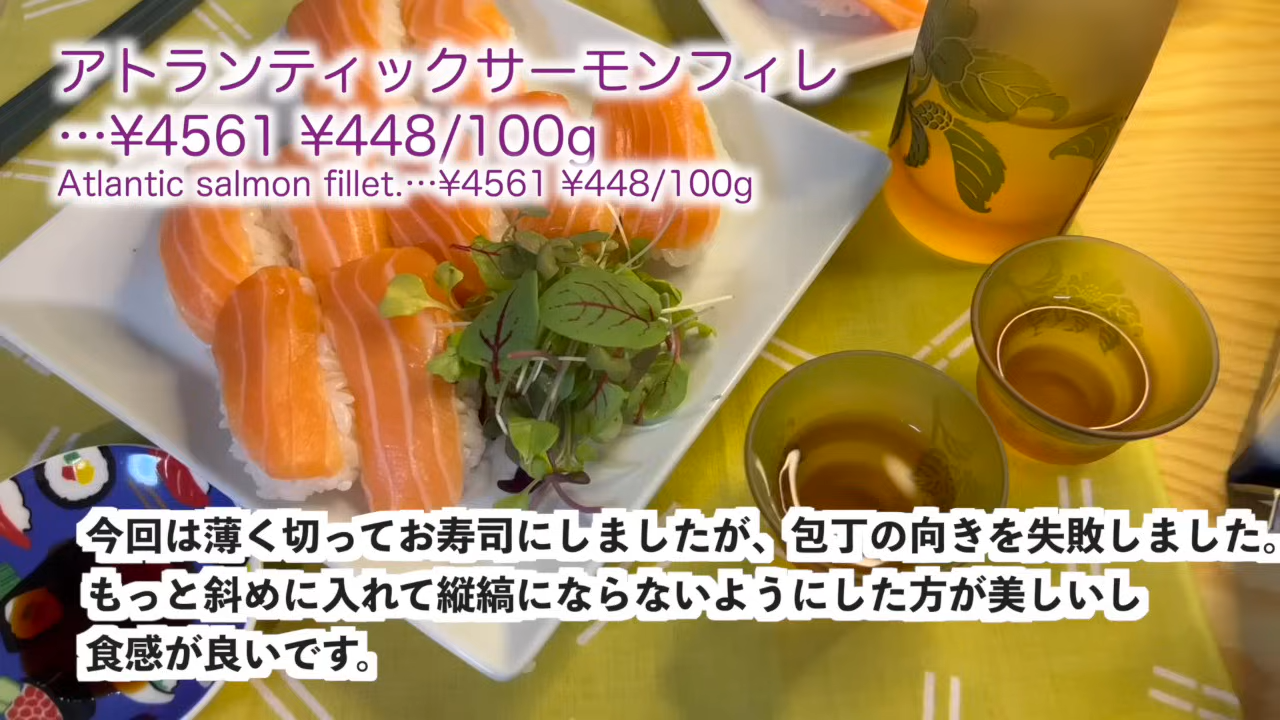 アトランティックサーモンフィレ
…¥4561 ¥448/100g
Atlantic salmon fillet.…¥4561 ¥448/100g
今回は薄く切ってお寿司にしましたが、包丁の向きを失敗しました。
もっと斜めに入れて縦縞にならないようにした方が美しいし
食感が良いです。